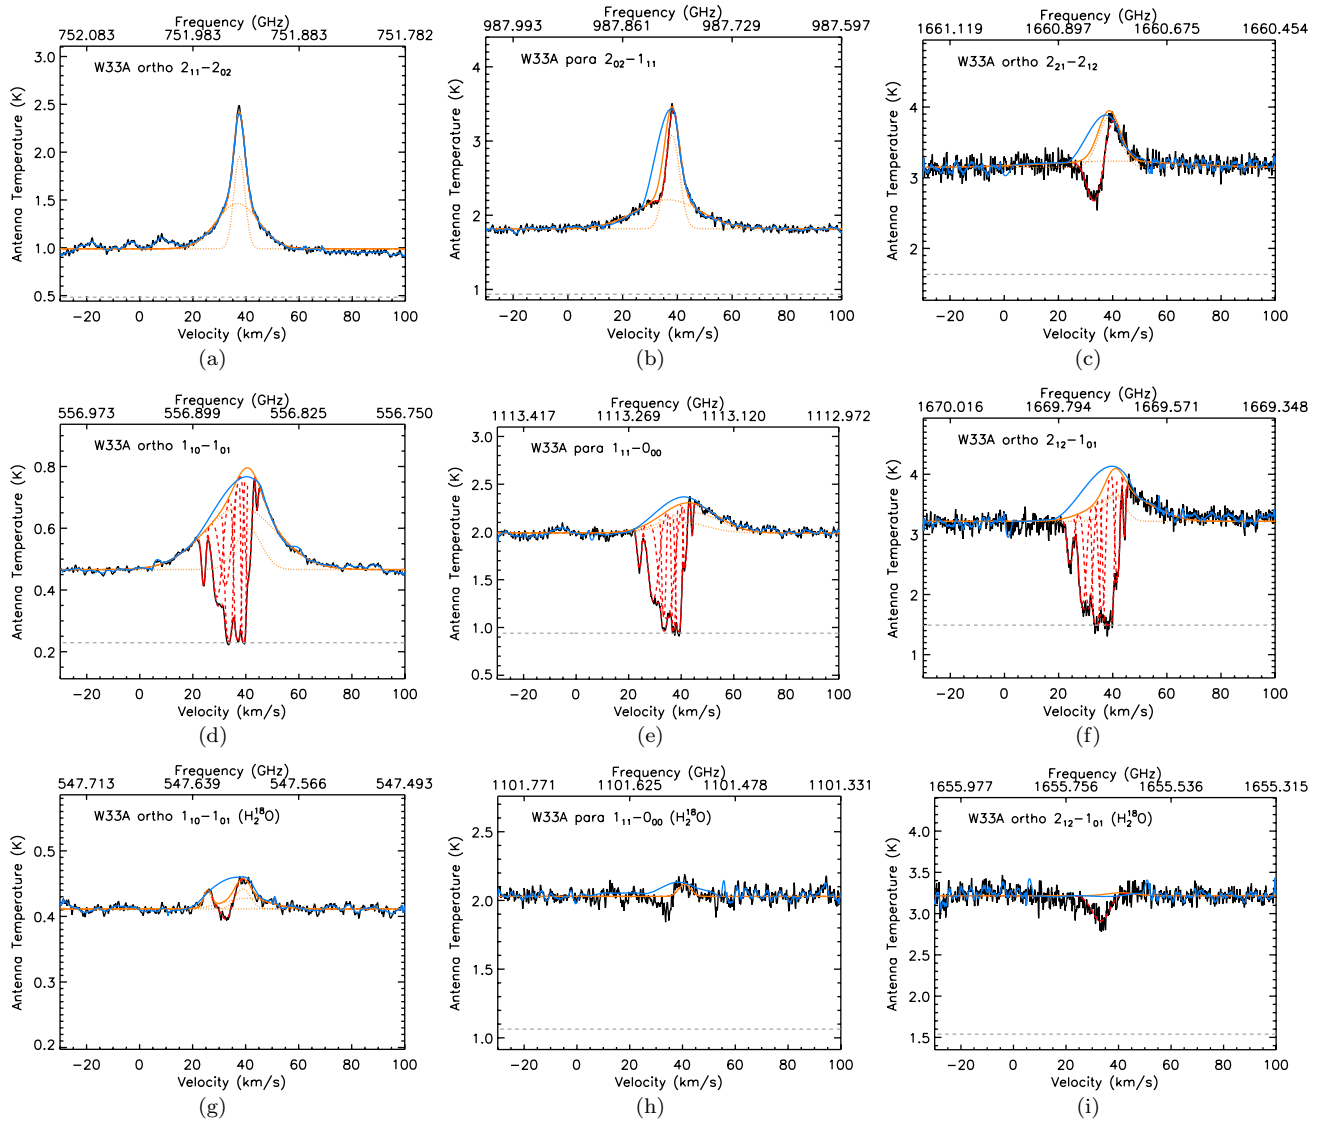 Frequency (GHz) Frequency (GHz) Frequency (GHz)
752.083 751.983 751.883 751.782 987.993 987.861 987.729 987.597 1661.119 1660.897 1660.675 1660.454
W33A ortho 2₁₁−2₀₂ W33A para 2₀₂−1₁₁ W33A ortho 2₂₁−2₁₂
Antenna Temperature (K) Antenna Temperature (K) Antenna Temperature (K)
3.0 2.5 2.0 1.5 1.0 0.5
4 3 2 1
4 3 2
−20 0 20 40 60 80 100 −20 0 20 40 60 80 100 −20 0 20 40 60 80 100
Velocity (km/s) Velocity (km/s) Velocity (km/s)
(a) (b) (c)
Frequency (GHz) Frequency (GHz) Frequency (GHz)
556.973 556.899 556.825 556.750 1113.417 1113.269 1113.120 1112.972 1670.016 1669.794 1669.571 1669.348
W33A ortho 1₁₀−1₀₁ W33A para 1₁₁−0₀₀ W33A ortho 2₁₂−1₀₁
Antenna Temperature (K) Antenna Temperature (K) Antenna Temperature (K)
0.8 0.6 0.4 0.2
3.0 2.5 2.0 1.5 1.0 0.5
4 3 2 1
−20 0 20 40 60 80 100 −20 0 20 40 60 80 100 −20 0 20 40 60 80 100
Velocity (km/s) Velocity (km/s) Velocity (km/s)
(d) (e) (f)
Frequency (GHz) Frequency (GHz) Frequency (GHz)
547.713 547.639 547.566 547.493 1101.771 1101.625 1101.478 1101.331 1655.977 1655.756 1655.536 1655.315
W33A ortho 1₁₀−1₀₁ (H₂¹⁸O) W33A para 1₁₁−0₀₀ (H₂¹⁸O) W33A ortho 2₁₂−1₀₁ (H₂¹⁸O)
Antenna Temperature (K) Antenna Temperature (K) Antenna Temperature (K)
0.5 0.4 0.3 0.2
2.5 2.0 1.5 1.0
4.0 3.5 3.0 2.5 2.0 1.5
−20 0 20 40 60 80 100 −20 0 20 40 60 80 100 −20 0 20 40 60 80 100
Velocity (km/s) Velocity (km/s) Velocity (km/s)
(g) (h) (i)